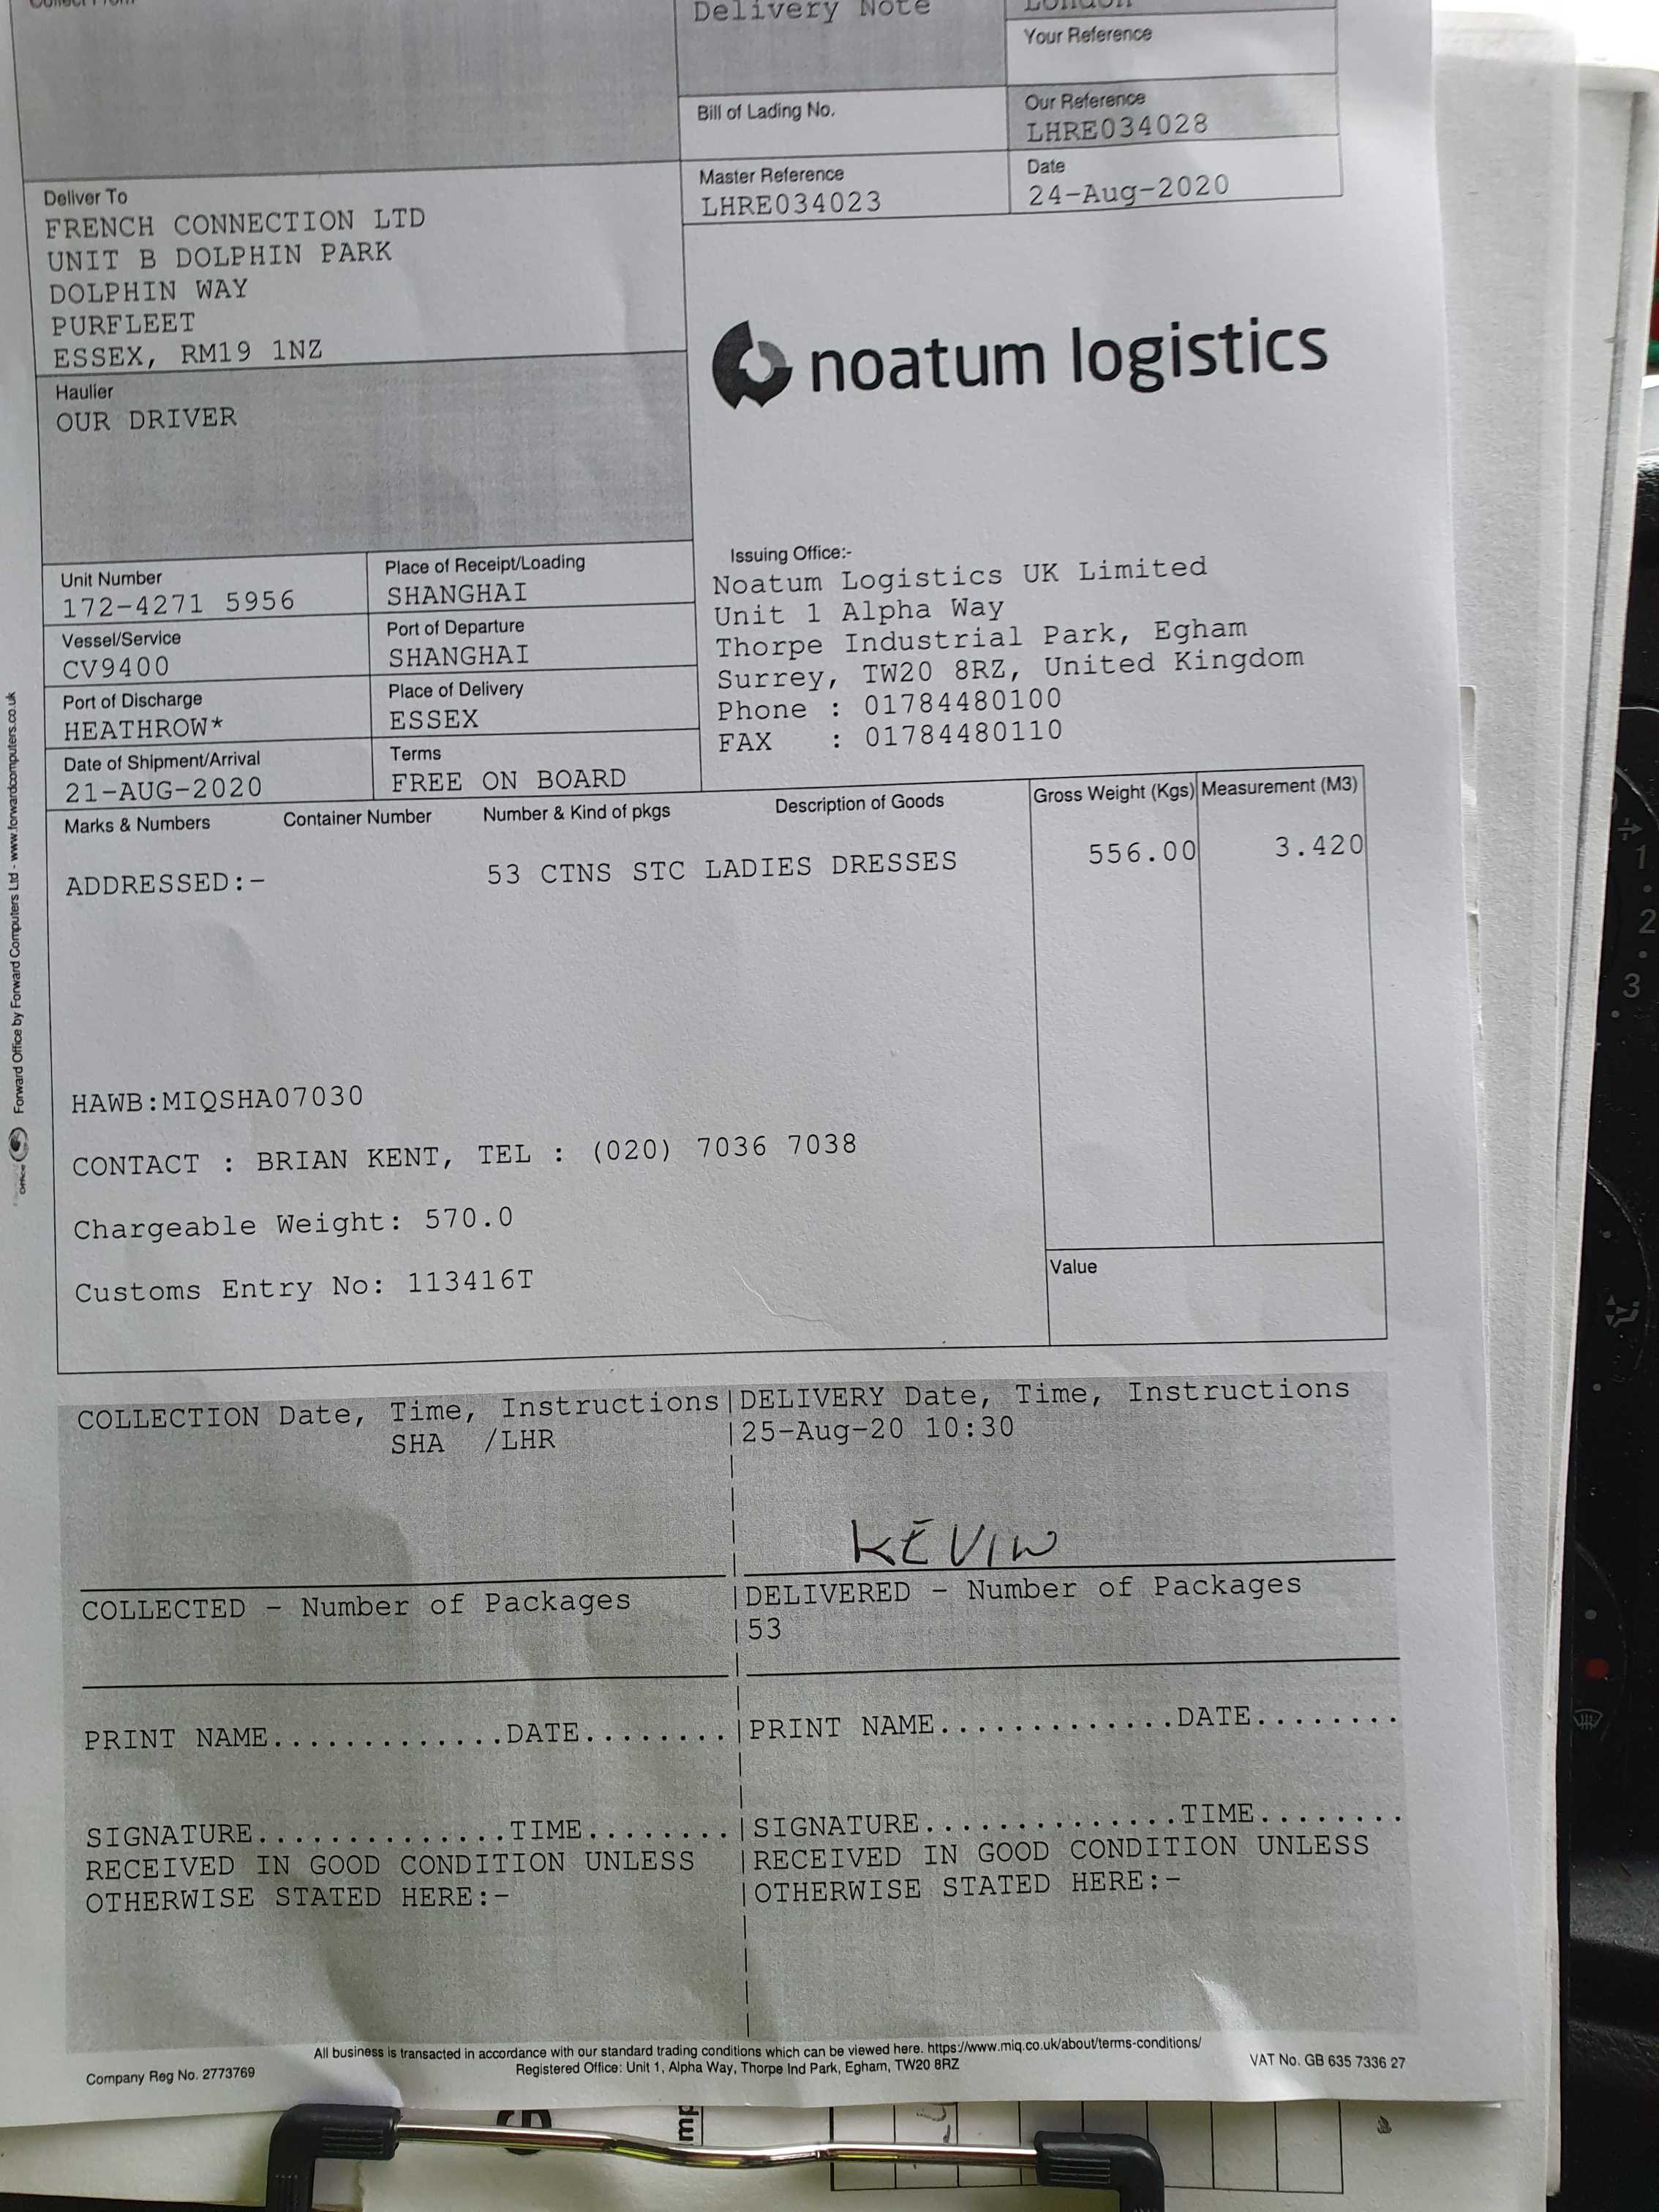 Collect From
Delivery Note
London
Your Reference
Bill of Lading No.
Our Reference
LHRE034028
Master Reference
LHRE034023
Date
24-Aug-2020
Deliver To
FRENCH CONNECTION LTD
UNIT B DOLPHIN PARK
DOLPHIN WAY
PURFLEET
ESSEX, RM19 1NZ
Haulier
OUR DRIVER
noatum logistics
Issuing Office:-
Noatum Logistics UK Limited
Unit 1 Alpha Way
Thorpe Industrial Park, Egham
Surrey, TW20 8RZ, United Kingdom
Phone : 01784480100
FAX : 01784480110
Unit Number
172-4271 5956
Place of Receipt/Loading
SHANGHAI
Vessel/Service
CV9400
Port of Departure
SHANGHAI
Port of Discharge
HEATHROW*
Place of Delivery
ESSEX
Date of Shipment/Arrival
21-AUG-2020
Terms
FREE ON BOARD
Marks & Numbers Container Number Number & Kind of pkgs Description of Goods Gross Weight (Kgs) Measurement (M3)
ADDRESSED:- 53 CTNS STC LADIES DRESSES 556.00 3.420
HAWB:MIQSHA07030
CONTACT : BRIAN KENT, TEL : (020) 7036 7038
Chargeable Weight: 570.0
Customs Entry No: 113416T
Value
COLLECTION Date, Time, Instructions|DELIVERY Date, Time, Instructions
SHA /LHR |25-Aug-20 10:30
KEVIN
COLLECTED - Number of Packages |DELIVERED - Number of Packages
|53
PRINT NAME.............DATE........|PRINT NAME.............DATE........
SIGNATURE..............TIME........|SIGNATURE..............TIME........
RECEIVED IN GOOD CONDITION UNLESS |RECEIVED IN GOOD CONDITION UNLESS
OTHERWISE STATED HERE:- |OTHERWISE STATED HERE:-
All business is transacted in accordance with our standard trading conditions which can be viewed here. https://www.miq.co.uk/about/terms-conditions/
Company Reg No. 2773769 Registered Office: Unit 1, Alpha Way, Thorpe Ind Park, Egham, TW20 8RZ VAT No. GB 635 7336 27
Forward Office by Forward Computers Ltd - www.forwardcomputers.co.uk
1
2
3